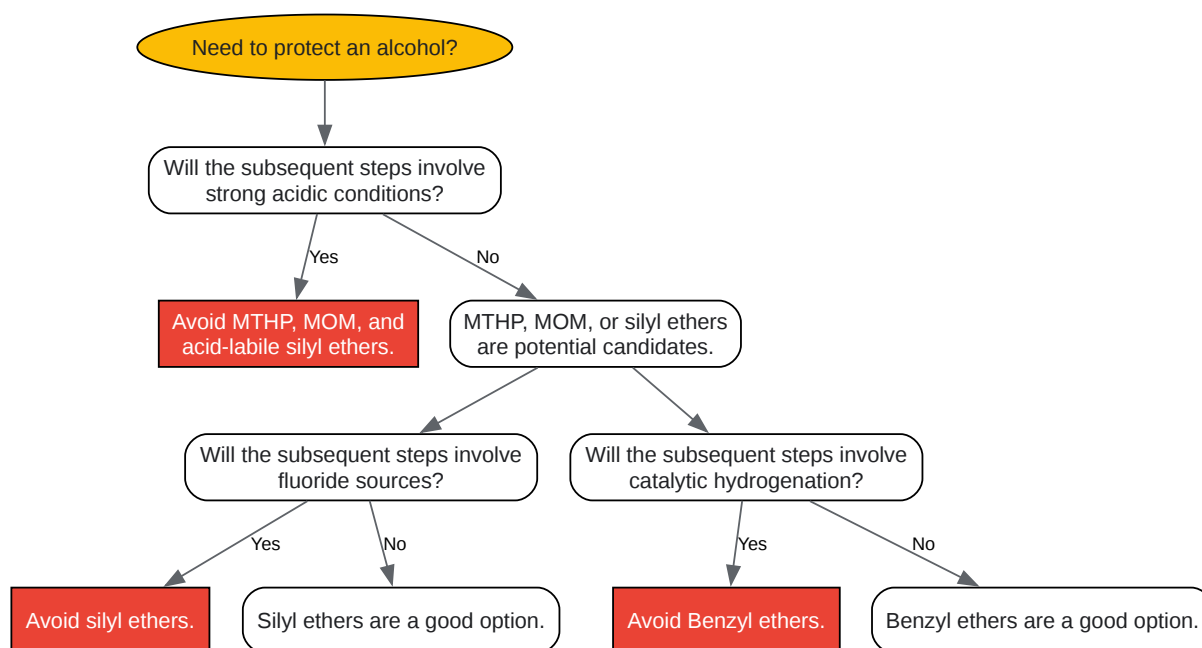 Need to protect an alcohol?
Will the subsequent steps involve
strong acidic conditions?
Yes
No
Avoid MTHP, MOM, and
acid-labile silyl ethers.
MTHP, MOM, or silyl ethers
are potential candidates.
Will the subsequent steps involve
fluoride sources?
Will the subsequent steps involve
catalytic hydrogenation?
Yes
No
Yes
No
Avoid silyl ethers.
Silyl ethers are a good option.
Avoid Benzyl ethers.
Benzyl ethers are a good option.